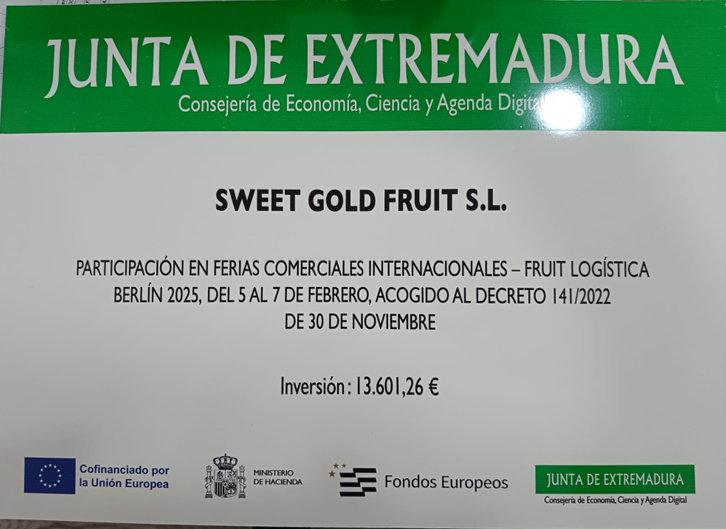 JUNTA DE EXTREMADURA
Consejería de Economía, Ciencia y Agenda Digital
SWEET GOLD FRUIT S.L.
PARTICIPACIÓN EN FERIAS COMERCIALES INTERNACIONALES – FRUIT LOGÍSTICA
BERLÍN 2025, DEL 5 AL 7 DE FEBRERO, ACOGIDO AL DECRETO 141/2022
DE 30 DE NOVIEMBRE
Inversión: 13.601,26 €
Cofinanciado por
la Unión Europea
MINISTERIO
DE HACIENDA
Fondos Europeos
JUNTA DE EXTREMADURA
Consejería de Economía, Ciencia y Agenda Digital